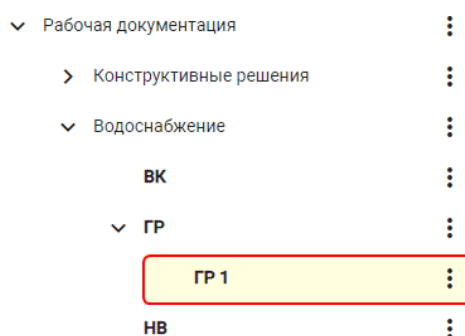 Рабочая документация
Конструктивные решения
Водоснабжение
ВК
ГР
ГР 1
НВ